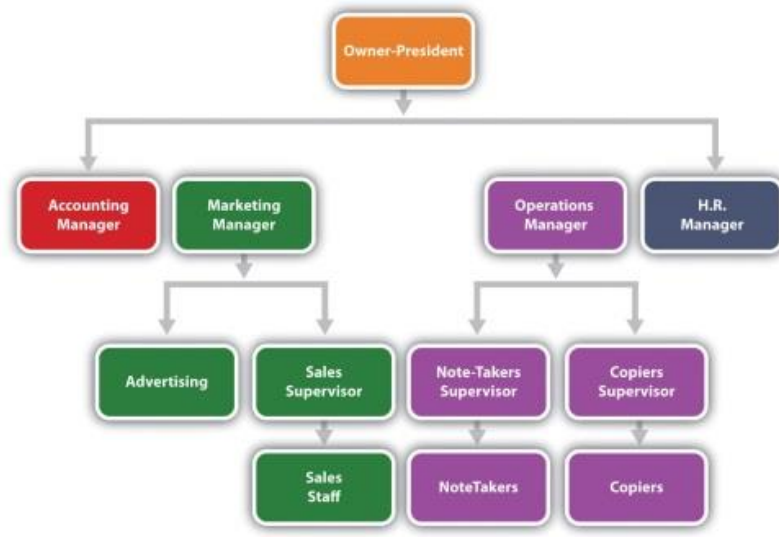 Owner-President
Accounting
Manager
Marketing
Manager
Operations
Manager
H.R.
Manager
Advertising
Sales
Supervisor
Note-Takers
Supervisor
Copiers
Supervisor
Sales
Staff
NoteTakers
Copiers